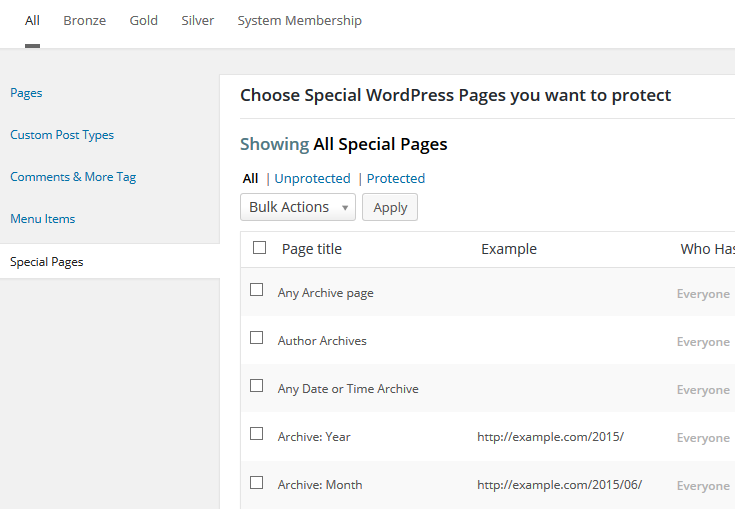 All Bronze Gold Silver System Membership
Pages
Custom Post Types
Comments & More Tag
Menu Items
Special Pages
Choose Special WordPress Pages you want to protect
Showing All Special Pages
All | Unprotected | Protected
Bulk Actions Apply
Page title Example Who Has
Any Archive page Everyone
Author Archives Everyone
Any Date or Time Archive Everyone
Archive: Year http://example.com/2015/ Everyone
Archive: Month http://example.com/2015/06/ Everyone